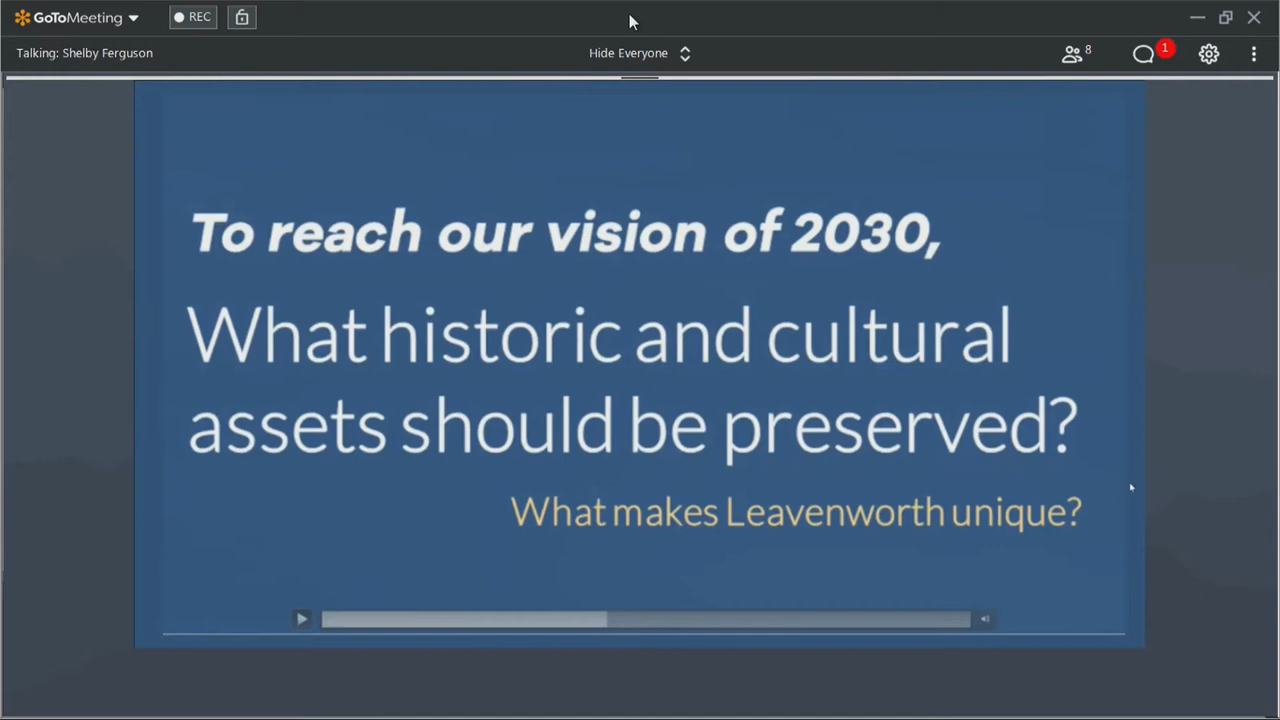 GoToMeeting
REC
Talking: Shelby Ferguson
Hide Everyone
8
1
To reach our vision of 2030,
What historic and cultural
assets should be preserved?
What makes Leavenworth unique?